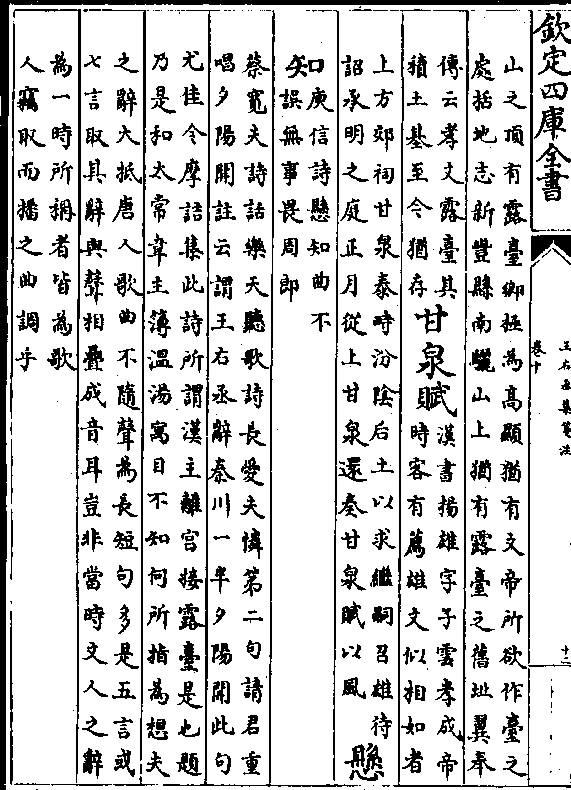 欽定四庫全書
王右丞集箋注
卷十
十二
山之頂有露臺鄉極為高顯猶有文帝所欲作臺之
處括地志新豐縣南驪山上猶有露臺之舊址翼奉
傳云孝文露臺其
積土基至今猶存
甘泉賦
漢書揚雄字子雲孝成帝
時客有薦雄文似相如者
上方郊祠甘泉泰畤汾陰后土以求繼嗣召雄待
詔承明之庭正月從上甘泉還奏甘泉賦以風
懸
知
庾信詩懸知曲不
誤無事畏周郎
蔡寬夫詩話樂天聽歌詩長愛夫憐第二句請君重
唱夕陽開註云謂王右丞辭秦川一半夕陽開此句
尤佳今摩詰集此詩所謂漢主離宮接露臺是也題
乃是和太常韋主簿溫湯寓目不知何所指為想夫
之辭大抵唐人歌曲不隨聲為長短句多是五言或
七言取其辭與聲相疊成音耳豈非當時文人之辭
為一時所稱者皆為歌
人竊取而播之曲調乎